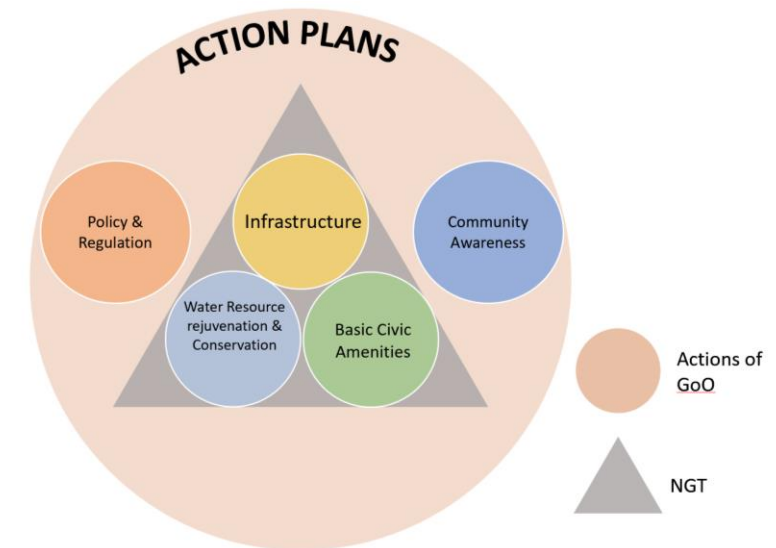 ACTION PLANS
Policy &
Regulation
Infrastructure
Community
Awareness
Water Resource
rejuvenation &
Conservation
Basic Civic
Amenities
Actions of
GoO
NGT